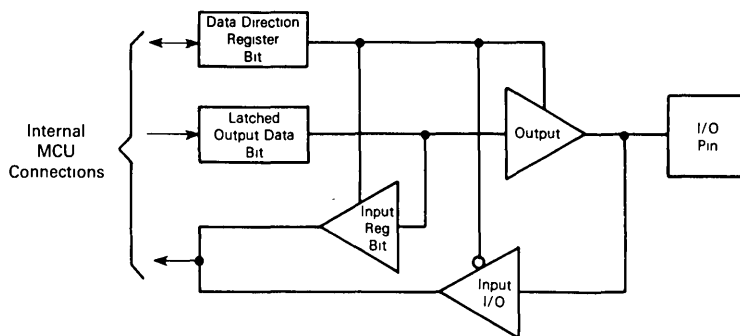 Data Direction
Register
Bit
Internal
MCU
Connections
Latched
Output Data
Bit
Output
I/O
Pin
Input
Reg
Bit
Input
I/O